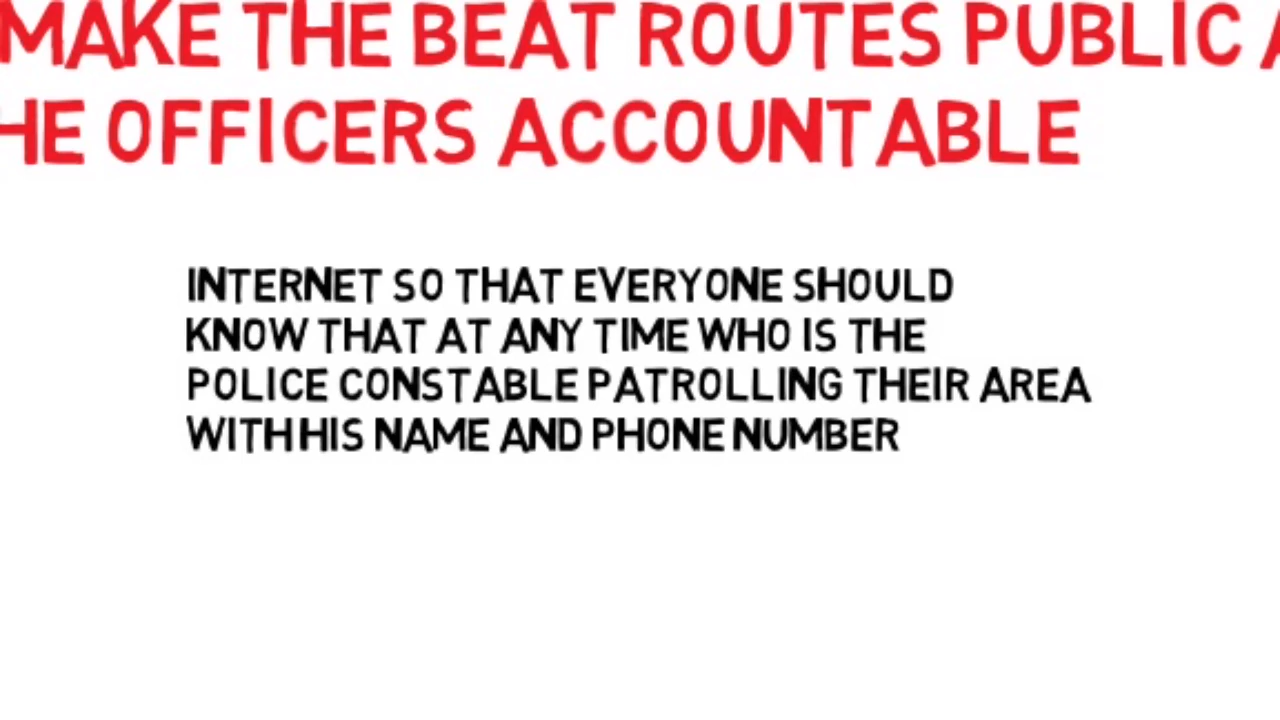 MAKE THE BEAT ROUTES PUBLIC
HE OFFICERS ACCOUNTABLE
INTERNET SO THAT EVERYONE SHOULD
KNOW THAT AT ANY TIME WHO IS THE
POLICE CONSTABLE PATROLLING THEIR AREA
WITH HIS NAME AND PHONE NUMBER